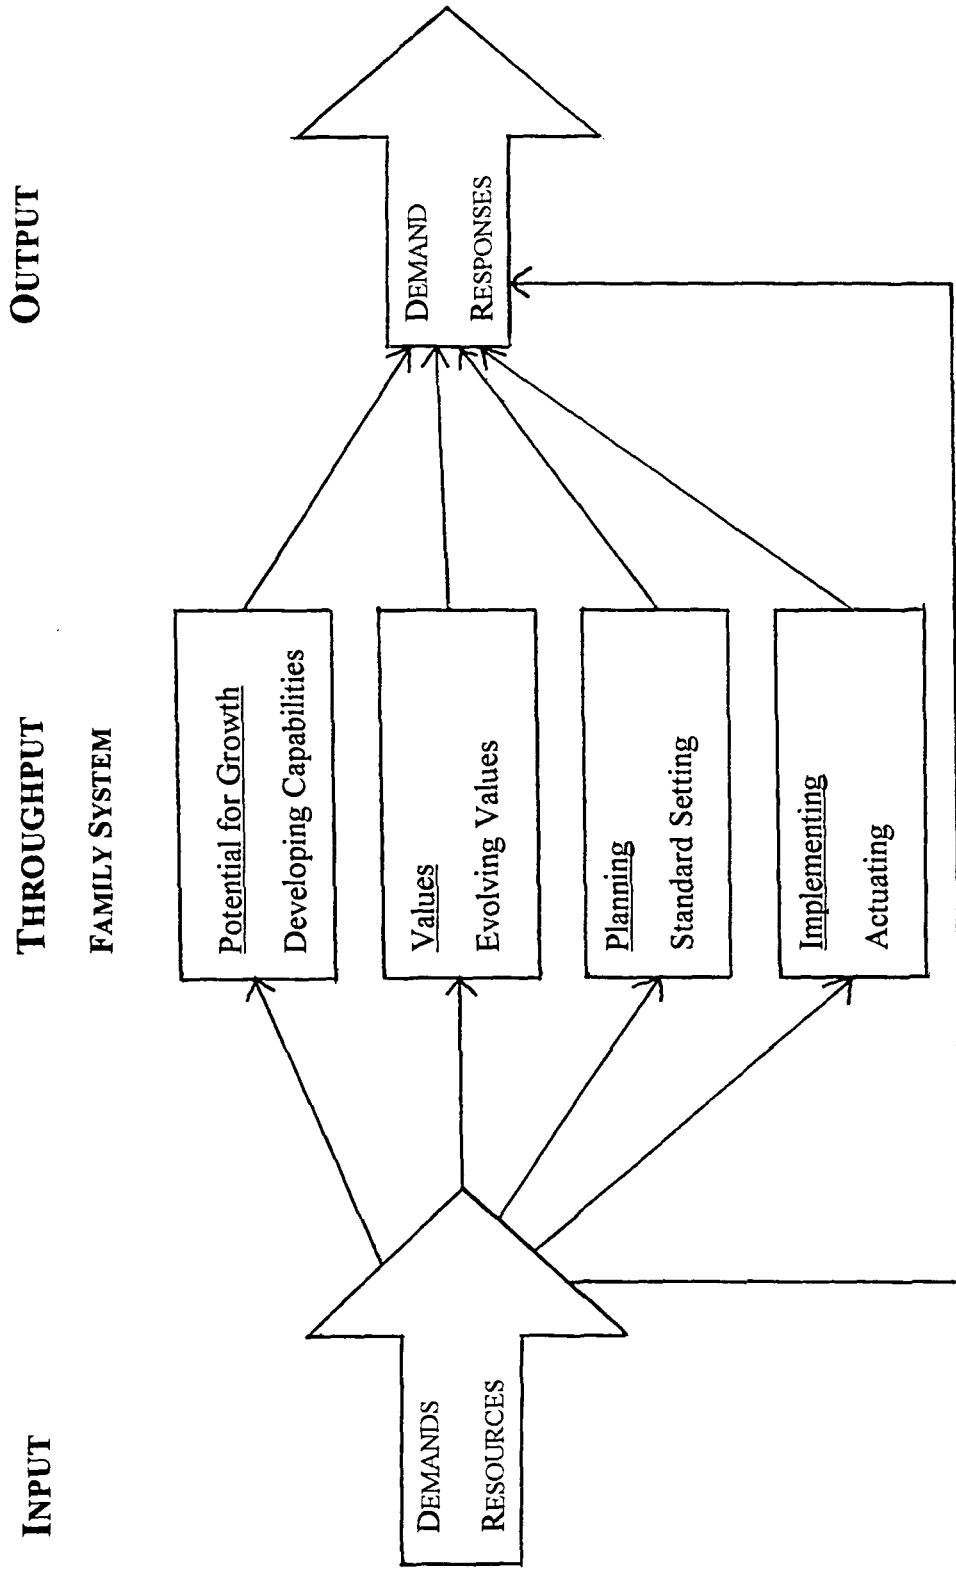 INPUT
THROUGHPUT
OUTPUT
FAMILY SYSTEM
DEMANDS
RESOURCES
Potential for Growth
Developing Capabilities
Values
Evolving Values
Planning
Standard Setting
Implementing
Actuating
DEMAND
RESPONSES